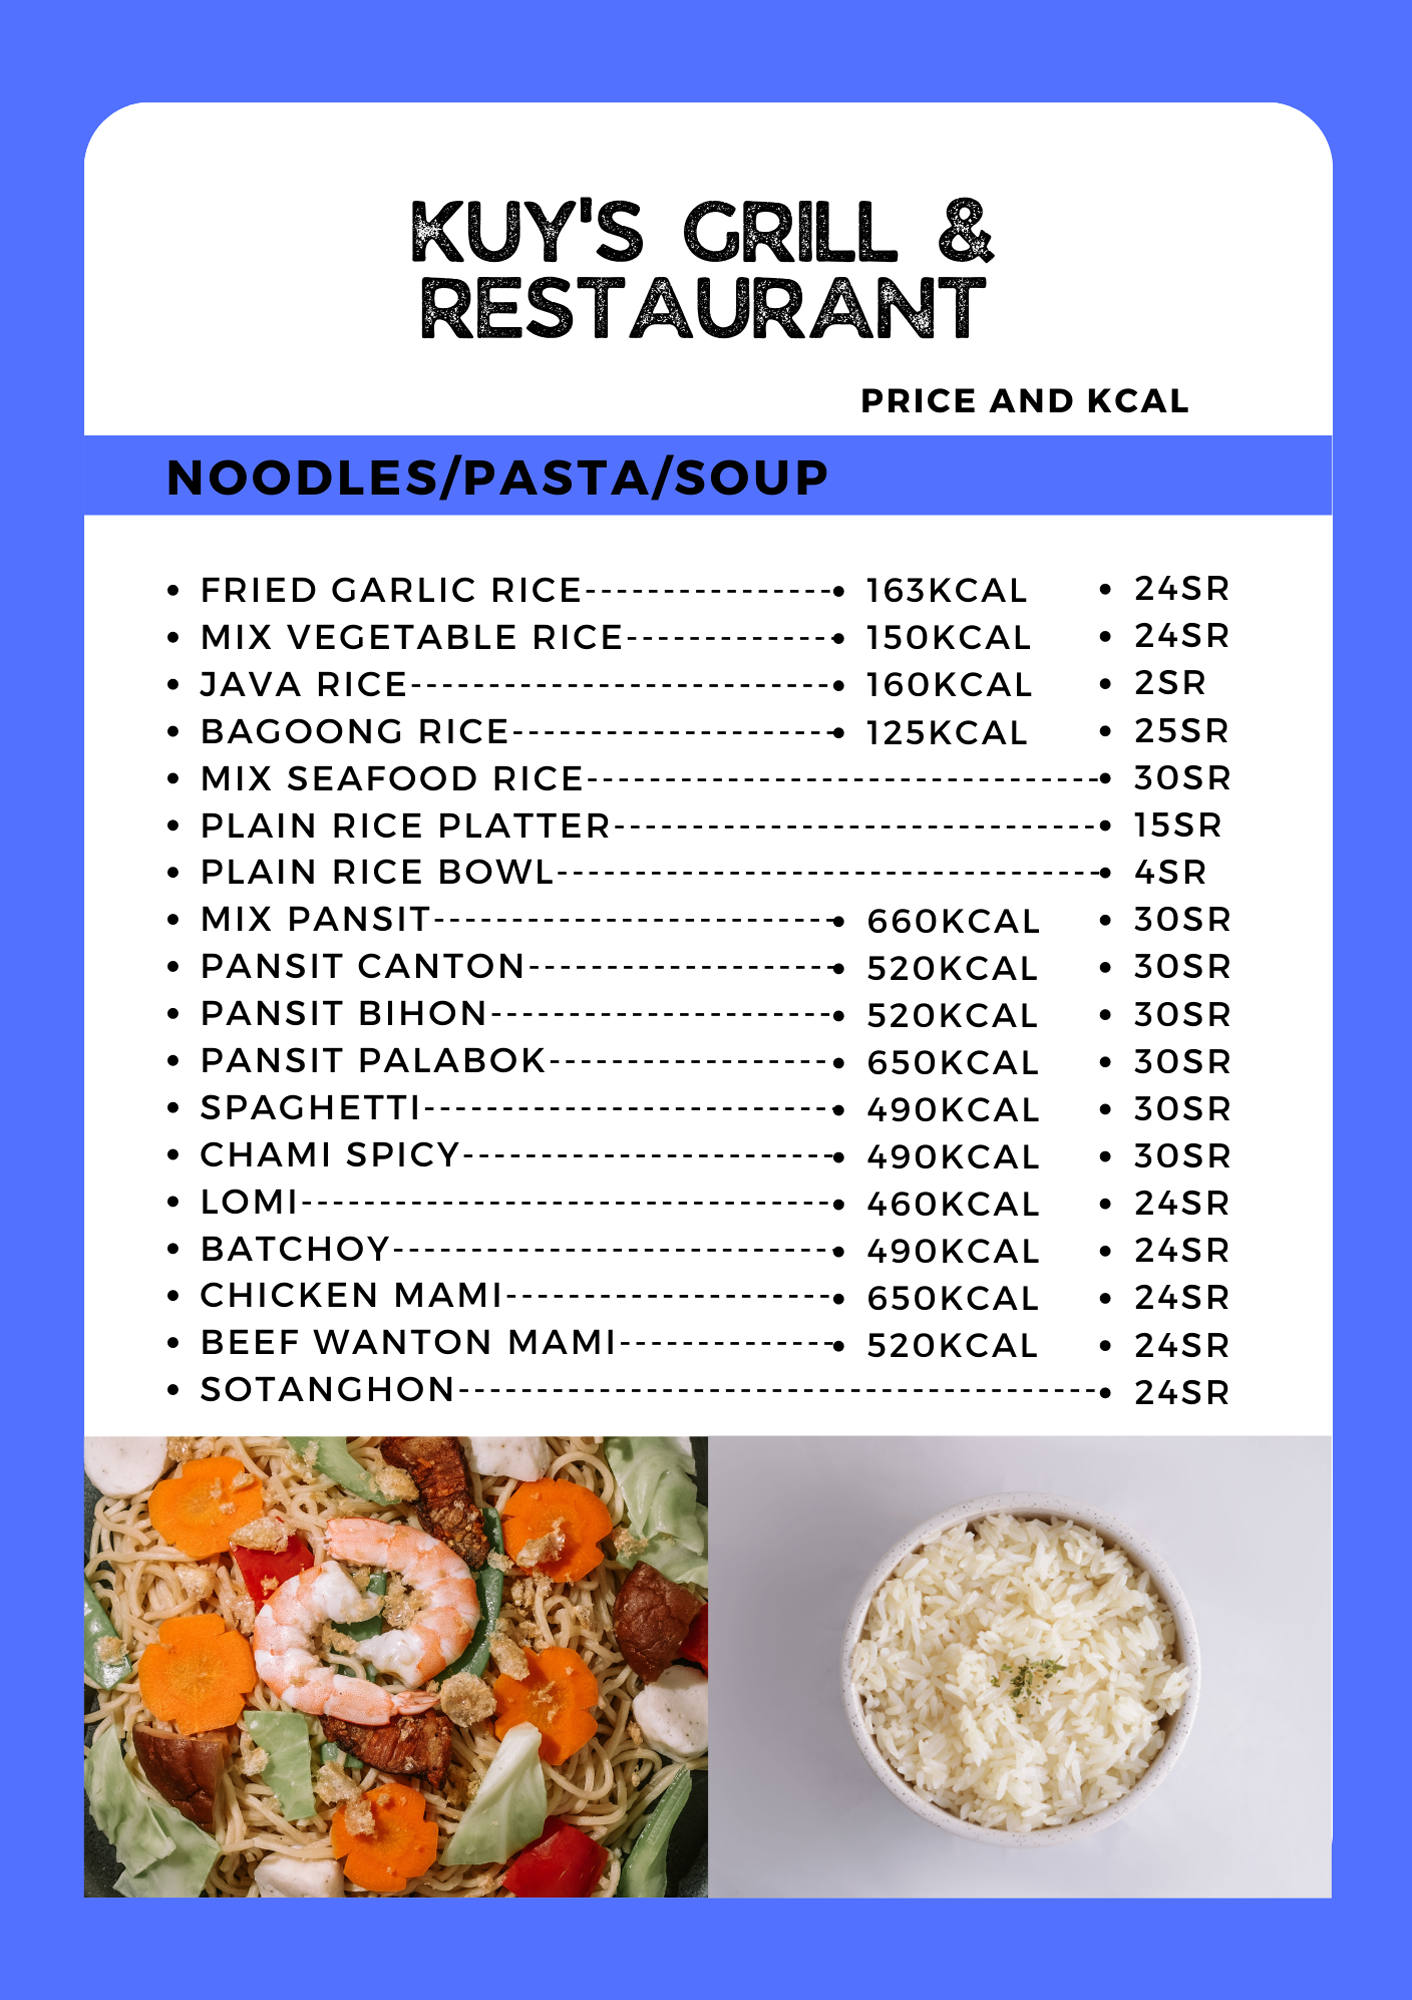 KUY'S GRILL &
RESTAURANT
PRICE AND KCAL
NOODLES/PASTA/SOUP
• FRIED GARLIC RICE----------------• 163KCAL • 24SR
• MIX VEGETABLE RICE--------------• 150KCAL • 24SR
• JAVA RICE---------------------------• 160KCAL • 2SR
• BAGOONG RICE---------------------• 125KCAL • 25SR
• MIX SEAFOOD RICE---------------------------------• 30SR
• PLAIN RICE PLATTER-------------------------------• 15SR
• PLAIN RICE BOWL-----------------------------------• 4SR
• MIX PANSIT--------------------------• 660KCAL • 30SR
• PANSIT CANTON--------------------• 520KCAL • 30SR
• PANSIT BIHON----------------------• 520KCAL • 30SR
• PANSIT PALABOK------------------• 650KCAL • 30SR
• SPAGHETTI---------------------------• 490KCAL • 30SR
• CHAMI SPICY------------------------• 490KCAL • 30SR
• LOMI----------------------------------• 460KCAL • 24SR
• BATCHOY-----------------------------• 490KCAL • 24SR
• CHICKEN MAMI---------------------• 650KCAL • 24SR
• BEEF WANTON MAMI--------------• 520KCAL • 24SR
• SOTANGHON-----------------------------------------• 24SR